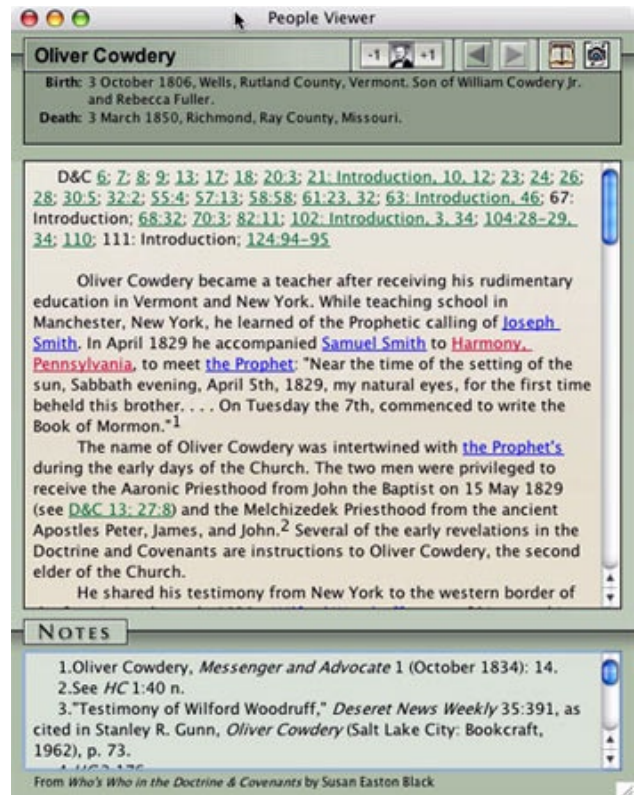 People Viewer
Oliver Cowdery
-1 +1
Birth: 3 October 1806, Wells, Rutland County, Vermont. Son of William Cowdery Jr.
and Rebecca Fuller.
Death: 3 March 1850, Richmond, Ray County, Missouri.
D&C 6; 7; 8; 9; 13; 17; 18; 20:3; 21: Introduction, 10, 12; 23; 24; 26;
28; 30:5; 32:2; 55:4; 57:13; 58:58; 61:23, 32; 63: Introduction, 46; 67:
Introduction; 68:32; 70:3; 82:11; 102: Introduction, 3, 34; 104:28-29,
34; 110; 111: Introduction; 124:94-95
Oliver Cowdery became a teacher after receiving his rudimentary
education in Vermont and New York. While teaching school in
Manchester, New York, he learned of the Prophetic calling of Joseph
Smith. In April 1829 he accompanied Samuel Smith to Harmony,
Pennsylvania, to meet the Prophet: "Near the time of the setting of the
sun, Sabbath evening, April 5th, 1829, my natural eyes, for the first time
beheld this brother. . . . On Tuesday the 7th, commenced to write the
Book of Mormon."1
The name of Oliver Cowdery was intertwined with the Prophet's
during the early days of the Church. The two men were privileged to
receive the Aaronic Priesthood from John the Baptist on 15 May 1829
(see D&C 13; 27:8) and the Melchizedek Priesthood from the ancient
Apostles Peter, James, and John.2 Several of the early revelations in the
Doctrine and Covenants are instructions to Oliver Cowdery, the second
elder of the Church.
He shared his testimony from New York to the western border of
NOTES
1.Oliver Cowdery, Messenger and Advocate 1 (October 1834): 14.
2.See HC 1:40 n.
3."Testimony of Wilford Woodruff," Deseret News Weekly 35:391, as
cited in Stanley R. Gunn, Oliver Cowdery (Salt Lake City: Bookcraft,
1962), p. 73.
From Who's Who in the Doctrine & Covenants by Susan Easton Black